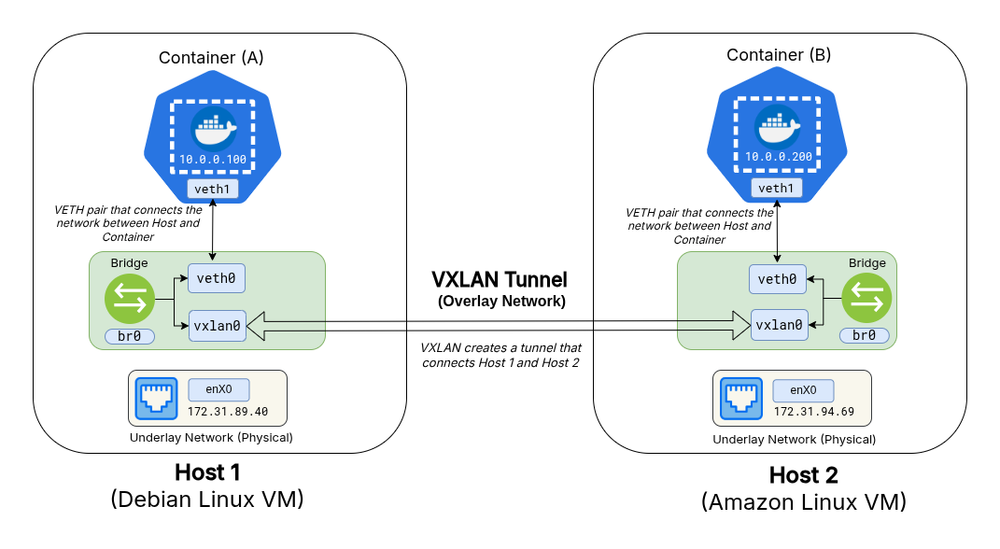 Container (A)
10.0.0.100
veth1
VETH pair that connects the
network between Host and
Container
Bridge
veth0
vxlan0
br0
enX0
172.31.89.40
Underlay Network (Physical)
Host 1
(Debian Linux VM)
VXLAN Tunnel
(Overlay Network)
VXLAN creates a tunnel that
connects Host 1 and Host 2
Container (B)
10.0.0.200
veth1
VETH pair that connects the
network between Host and
Container
Bridge
veth0
vxlan0
br0
enX0
172.31.94.69
Underlay Network (Physical)
Host 2
(Amazon Linux VM)